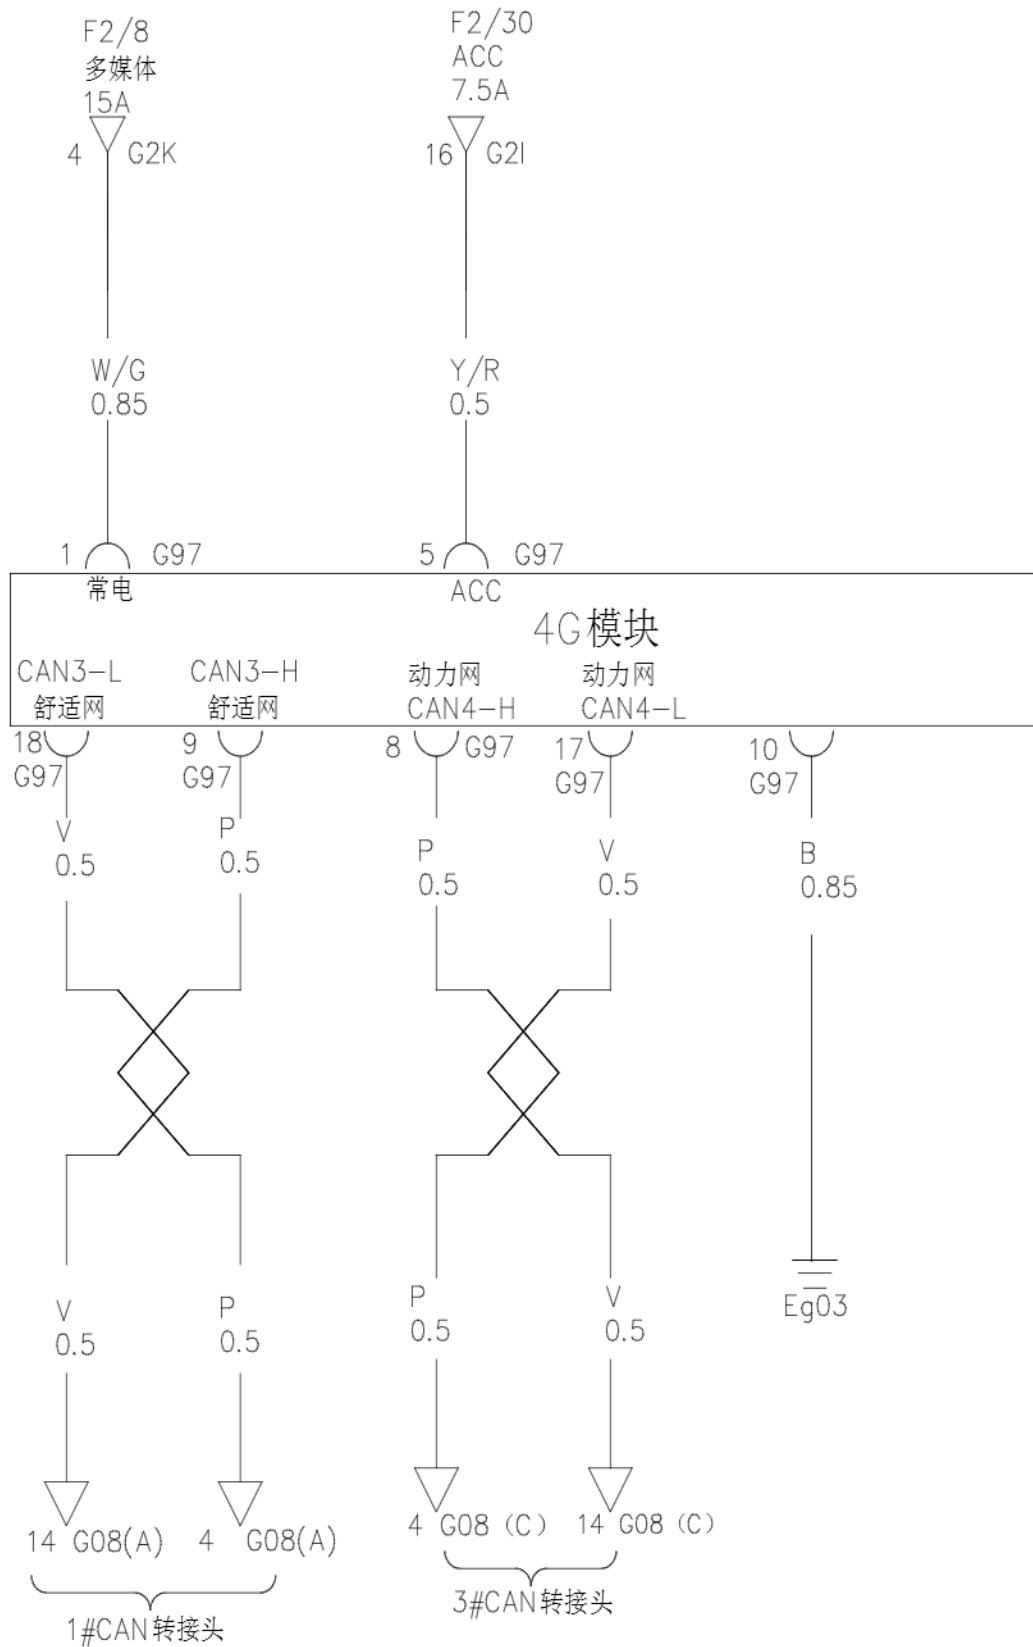 F2/8
多媒体
15A
4 G2K
F2/30
ACC
7.5A
16 G2I
W/G
0.85
Y/R
0.5
1 G97
常电
5 G97
ACC
4G模块
CAN3-L
舒适网
CAN3-H
舒适网
动力网
CAN4-H
动力网
CAN4-L
18
G97
9
G97
8 G97
17
G97
10
G97
V
0.5
P
0.5
P
0.5
V
0.5
B
0.85
V
0.5
P
0.5
P
0.5
V
0.5
Eg03
14 G08(A)
4 G08(A)
4 G08（C）
14 G08（C）
1#CAN转接头
3#CAN转接头